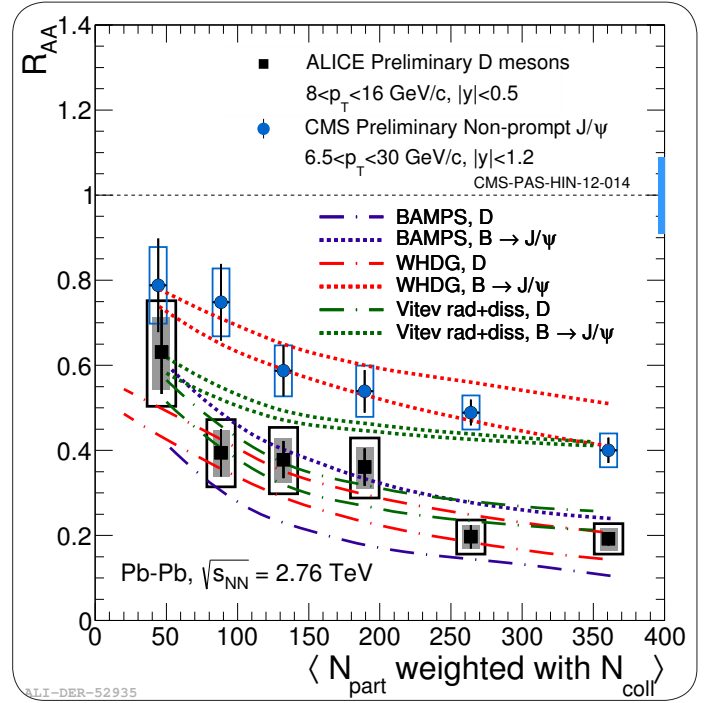 R_AA
1.4
1.2
1
0.8
0.6
0.4
0.2
0
ALICE Preliminary D mesons
8<p_T<16 GeV/c, |y|<0.5
CMS Preliminary Non-prompt J/ψ
6.5<p_T<30 GeV/c, |y|<1.2
CMS-PAS-HIN-12-014
BAMPS, D
BAMPS, B → J/ψ
WHDG, D
WHDG, B → J/ψ
Vitev rad+diss, D
Vitev rad+diss, B → J/ψ
Pb-Pb, √s_NN = 2.76 TeV
0 50 100 150 200 250 300 350 400
⟨ N_part weighted with N_coll ⟩
ALI-DER-52935